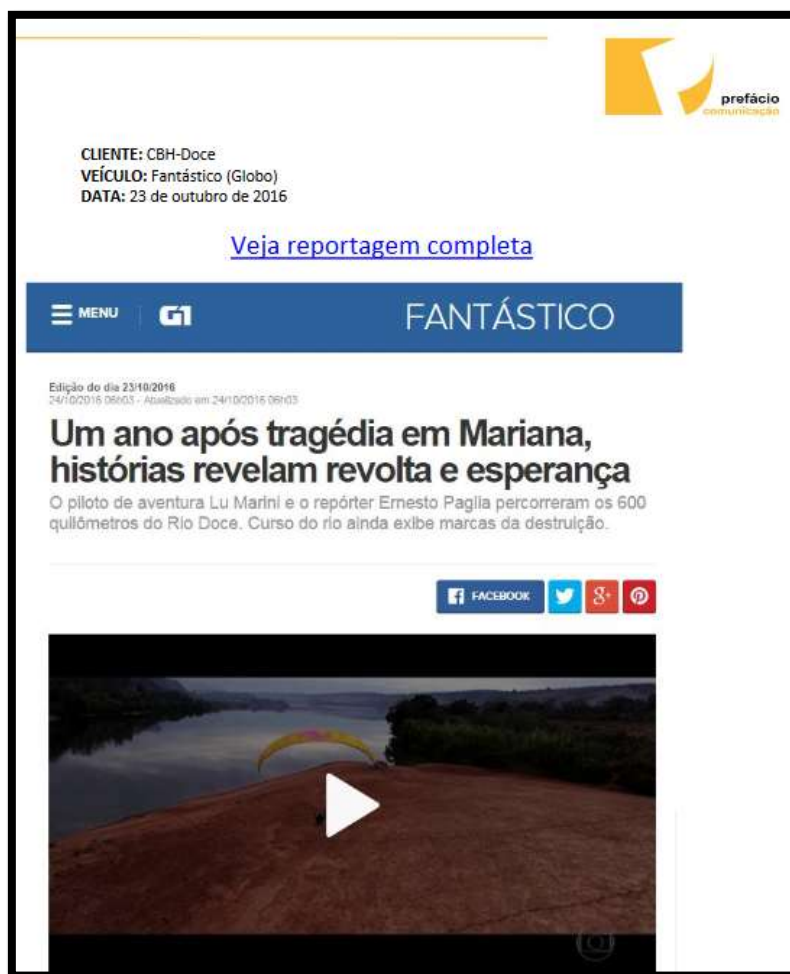 prefácio
comunicação
CLIENTE: CBH-Doce
VEÍCULO: Fantástico (Globo)
DATA: 23 de outubro de 2016
Veja reportagem completa
MENU G1 FANTÁSTICO
Edição do dia 23/10/2016
24/10/2016 06h03 - Atualizado em 24/10/2016 06h03
Um ano após tragédia em Mariana,
histórias revelam revolta e esperança
O piloto de aventura Lu Marini e o repórter Ernesto Paglia percorreram os 600
quilômetros do Rio Doce. Curso do rio ainda exibe marcas da destruição.
FACEBOOK g+